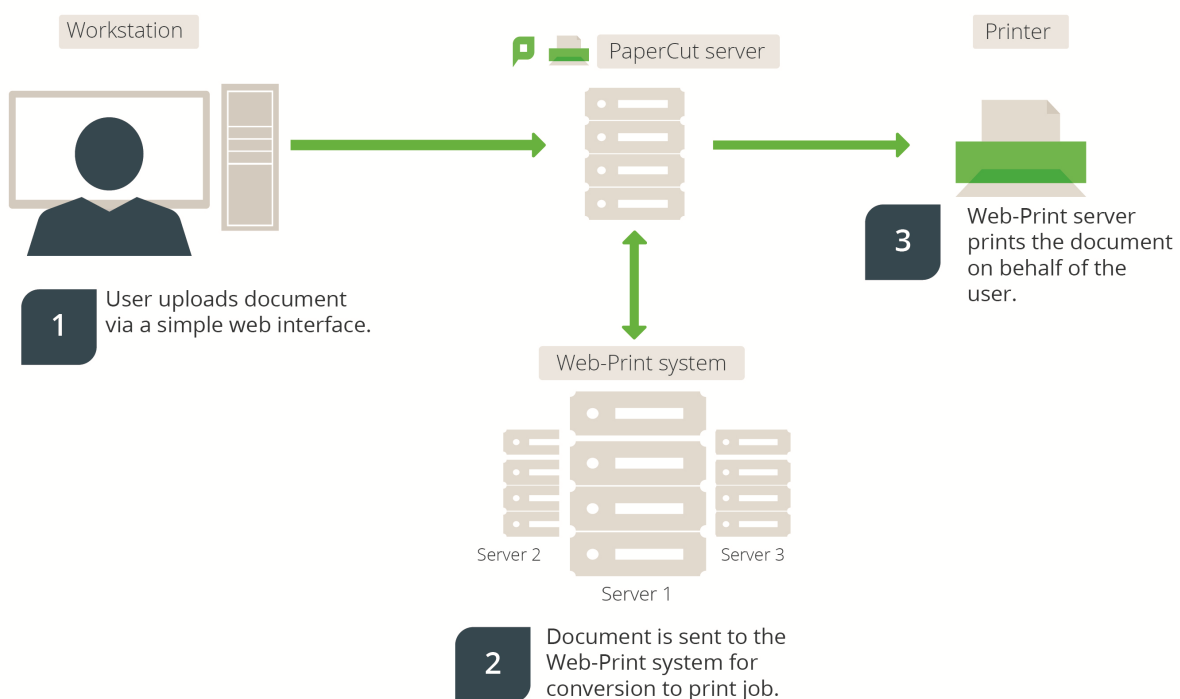 Workstation
PaperCut server
Printer
1
User uploads document
via a simple web interface.
3
Web-Print server
prints the document
on behalf of the
user.
Web-Print system
Server 2
Server 3
Server 1
2
Document is sent to the
Web-Print system for
conversion to print job.